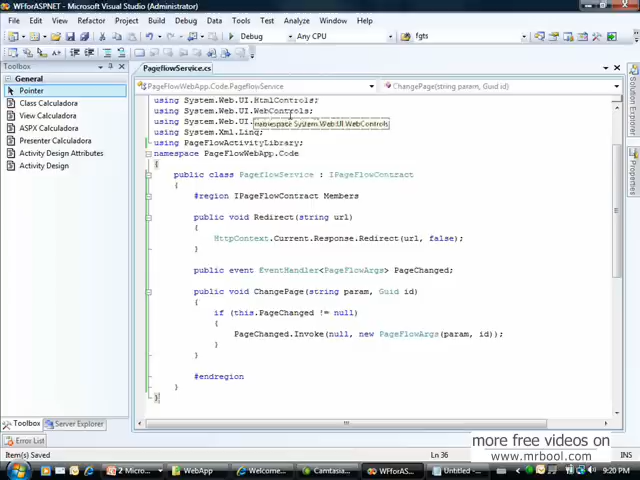 WFforASPNET - Microsoft Visual Studio (Administrator)
File Edit View Refactor Project Build Debug Data Tools Test Analyze Window Help
Debug Any CPU fgts
Toolbox
General
Pointer
Class Calculadora
View Calculadora
ASPX Calculadora
Presenter Calculadora
Activity Design Attributes
Activity Design
Toolbox Server Explorer
PageflowService.cs
PageFlowWebApp.Code.PageflowService ChangePage(string param, Guid id)
using System.Web.UI.HtmlControls;
using System.Web.UI.WebControls;
using System.Web.UI.
namespace System.Web.UI.WebControls
using System.Xml.Linq;
using PageFlowActivityLibrary;
namespace PageFlowWebApp.Code
{
public class PageflowService : IPageFlowContract
{
#region IPageFlowContract Members
public void Redirect(string url)
{
HttpContext.Current.Response.Redirect(url, false);
}
public event EventHandler<PageFlowArgs> PageChanged;
public void ChangePage(string param, Guid id)
{
if (this.PageChanged != null)
{
PageChanged.Invoke(null, new PageFlowArgs(param, id));
}
}
#endregion
}
}
Solution Explorer
Properties
Error List
Item(s) Saved Ln 36 INS
more free videos on
www.mrbool.com
2 Micros... WebApp Welcome... Camtasia... WFforAS... Untitled -... 9:20 PM